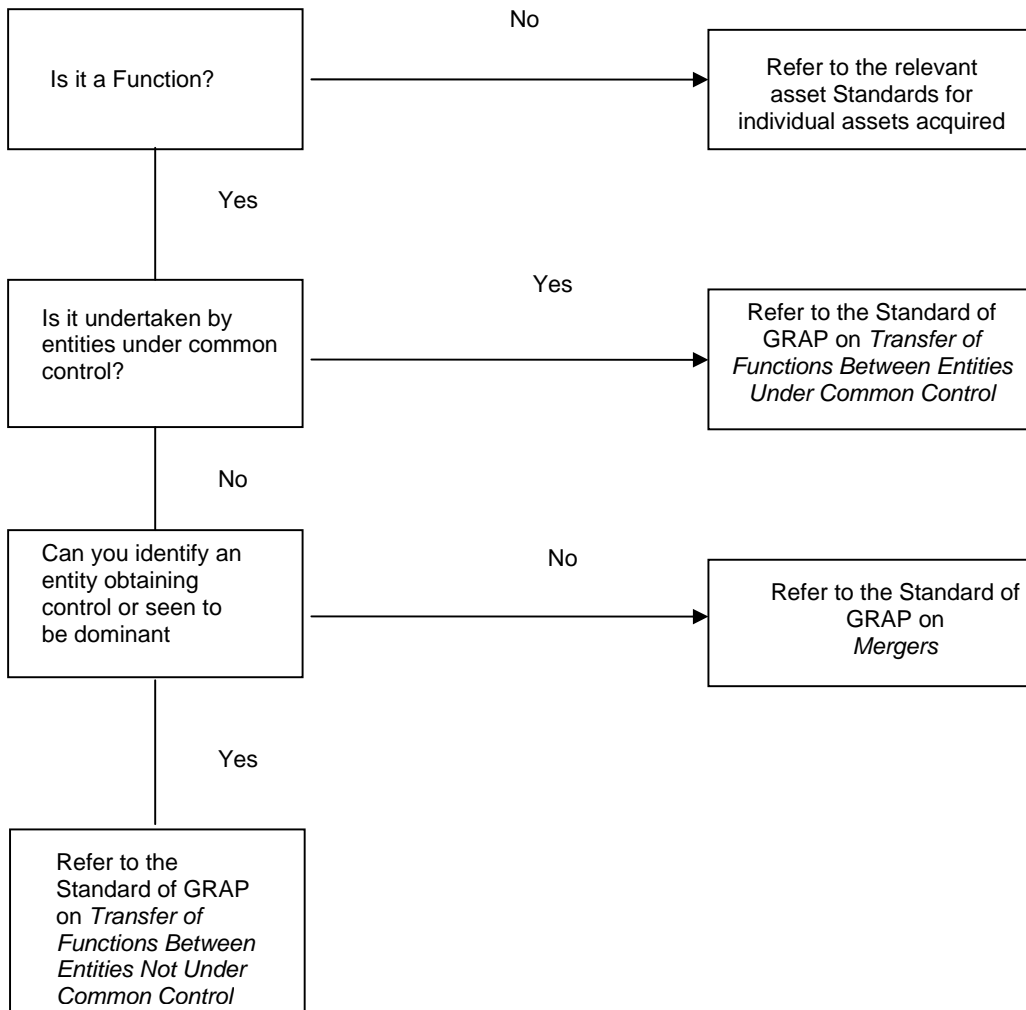 No
Is it a Function?
Refer to the relevant
asset Standards for
individual assets acquired
Yes
Yes
Is it undertaken by
entities under common
control?
Refer to the Standard of
GRAP on Transfer of
Functions Between Entities
Under Common Control
No
Can you identify an
entity obtaining
control or seen to
be dominant
No
Refer to the Standard of
GRAP on
Mergers
Yes
Refer to the
Standard of GRAP
on Transfer of
Functions Between
Entities Not Under
Common Control